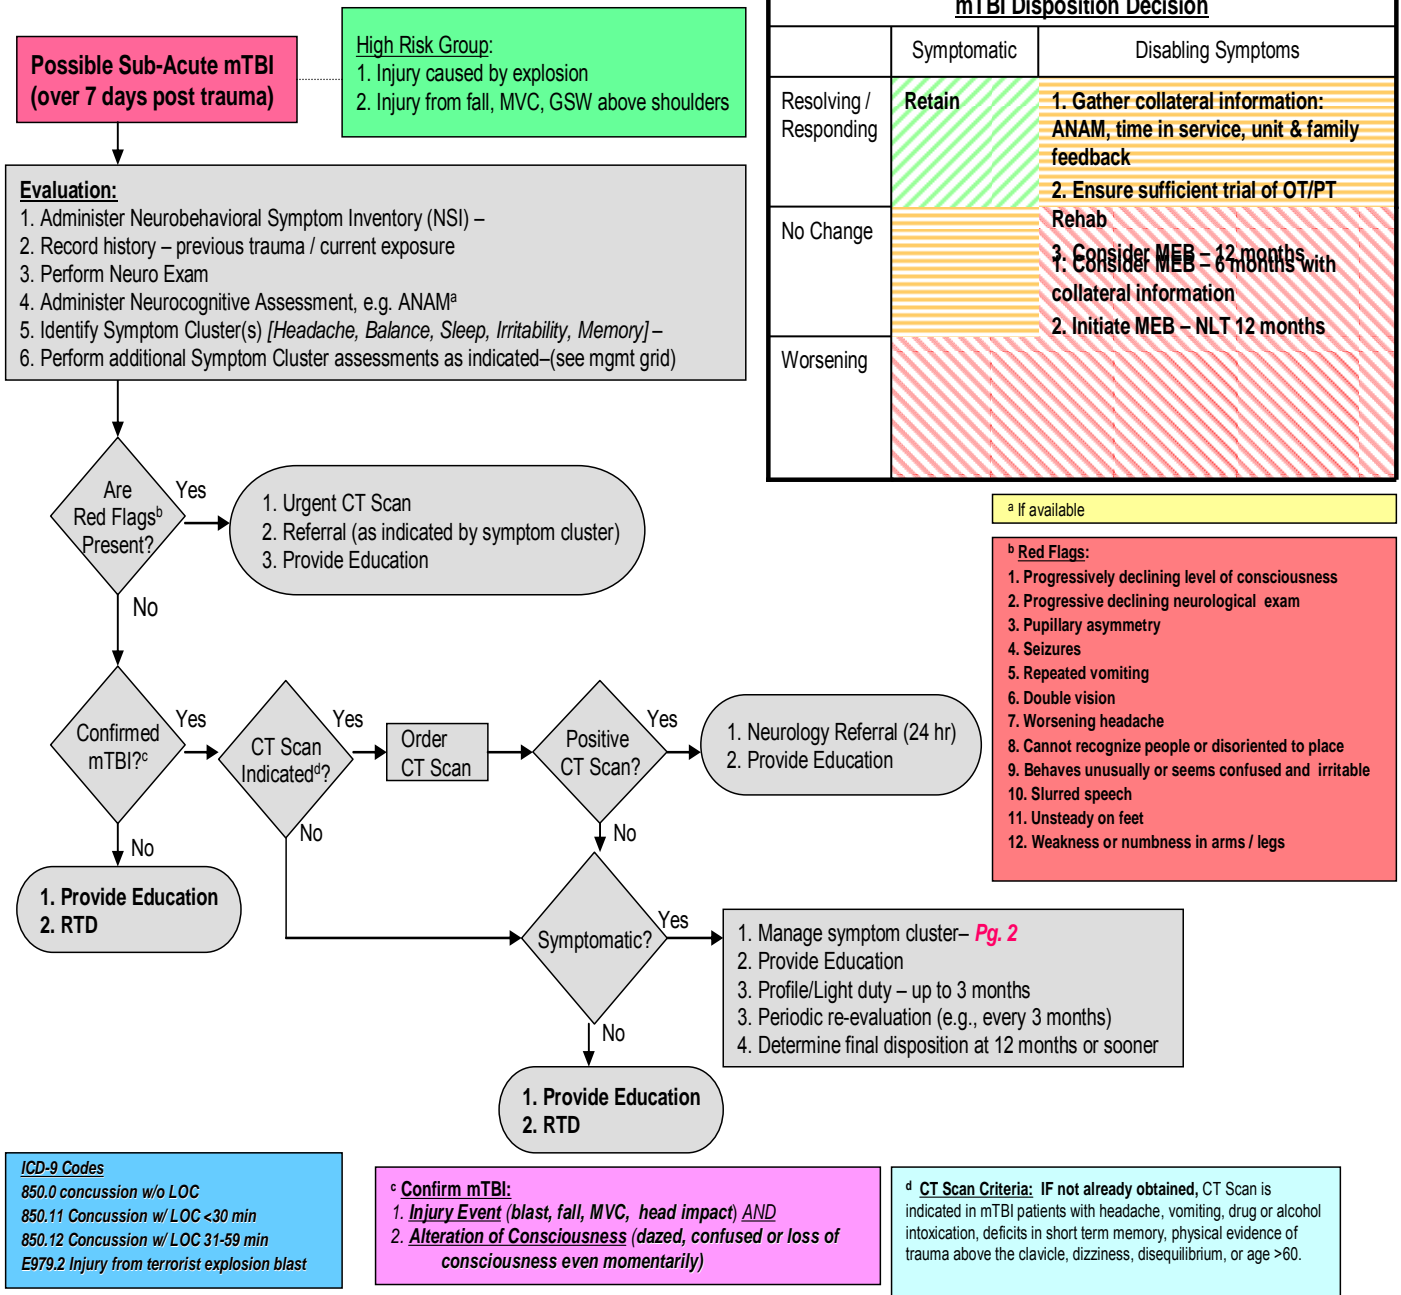 mTBI Disposition Decision
Possible Sub-Acute mTBI
(over 7 days post trauma)
High Risk Group:
1. Injury caused by explosion
2. Injury from fall, MVC, GSW above shoulders
Symptomatic
Disabling Symptoms
Resolving /
Responding
Retain
1. Gather collateral information:
ANAM, time in service, unit & family
feedback
2. Ensure sufficient trial of OT/PT
Rehab
3. Consider MEB – 12 months
No Change
1. Consider MEB – 6 months with
collateral information
2. Initiate MEB – NLT 12 months
Worsening
Evaluation:
1. Administer Neurobehavioral Symptom Inventory (NSI) –
2. Record history – previous trauma / current exposure
3. Perform Neuro Exam
4. Administer Neurocognitive Assessment, e.g. ANAMa
5. Identify Symptom Cluster(s) [Headache, Balance, Sleep, Irritability, Memory] –
6. Perform additional Symptom Cluster assessments as indicated–(see mgmt grid)
Are
Red Flagsb
Present?
Yes
1. Urgent CT Scan
2. Referral (as indicated by symptom cluster)
3. Provide Education
No
a If available
b Red Flags:
1. Progressively declining level of consciousness
2. Progressive declining neurological exam
3. Pupillary asymmetry
4. Seizures
5. Repeated vomiting
6. Double vision
7. Worsening headache
8. Cannot recognize people or disoriented to place
9. Behaves unusually or seems confused and irritable
10. Slurred speech
11. Unsteady on feet
12. Weakness or numbness in arms / legs
Confirmed
mTBI?c
Yes
CT Scan
Indicatedd?
Yes
Order
CT Scan
Positive
CT Scan?
Yes
1. Neurology Referral (24 hr)
2. Provide Education
No
No
No
1. Provide Education
2. RTD
Symptomatic?
Yes
1. Manage symptom cluster– Pg. 2
2. Provide Education
3. Profile/Light duty – up to 3 months
3. Periodic re-evaluation (e.g., every 3 months)
4. Determine final disposition at 12 months or sooner
No
1. Provide Education
2. RTD
ICD-9 Codes
850.0 concussion w/o LOC
850.11 Concussion w/ LOC <30 min
850.12 Concussion w/ LOC 31-59 min
E979.2 Injury from terrorist explosion blast
c Confirm mTBI:
1. Injury Event (blast, fall, MVC, head impact) AND
2. Alteration of Consciousness (dazed, confused or loss of
consciousness even momentarily)
d CT Scan Criteria: IF not already obtained, CT Scan is
indicated in mTBI patients with headache, vomiting, drug or alcohol
intoxication, deficits in short term memory, physical evidence of
trauma above the clavicle, dizziness, disequilibrium, or age >60.